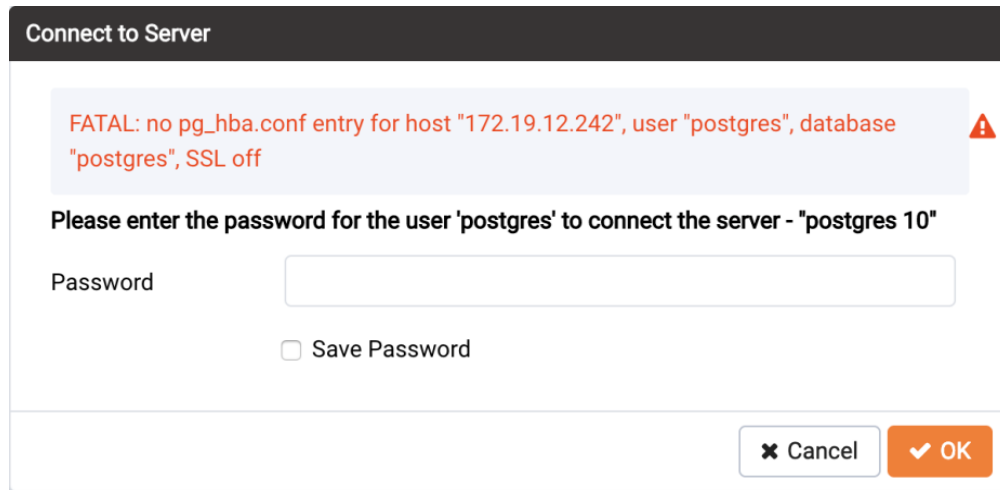 Connect to Server
FATAL: no pg_hba.conf entry for host "172.19.12.242", user "postgres", database
"postgres", SSL off
Please enter the password for the user 'postgres' to connect the server - "postgres 10"
Password
Save Password
Cancel
OK